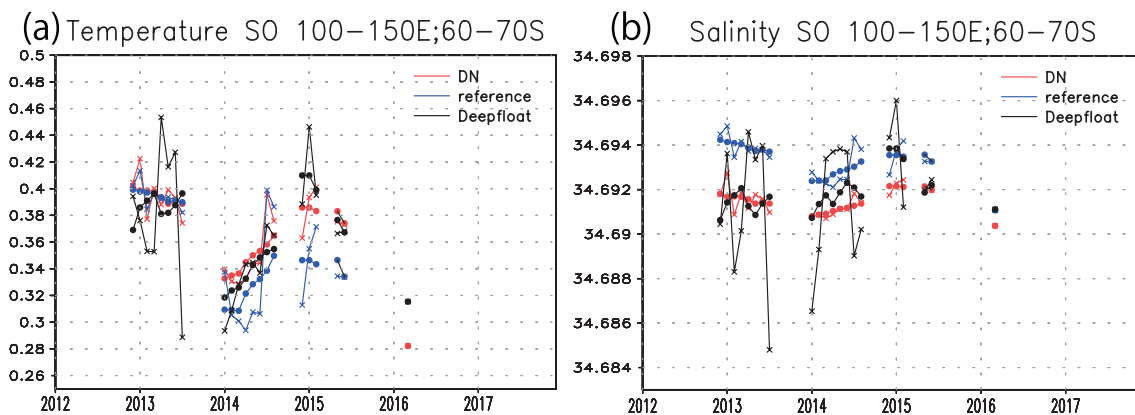 (a) Temperature SO 100-150E;60-70S
0.5
0.48
0.46
0.44
0.42
0.4
0.38
0.36
0.34
0.32
0.3
0.28
0.26
2012 2013 2014 2015 2016 2017
DN
reference
Deepfloat
(b) Salinity SO 100-150E;60-70S
34.698
34.696
34.694
34.692
34.69
34.688
34.686
34.684
2012 2013 2014 2015 2016 2017
DN
reference
Deepfloat